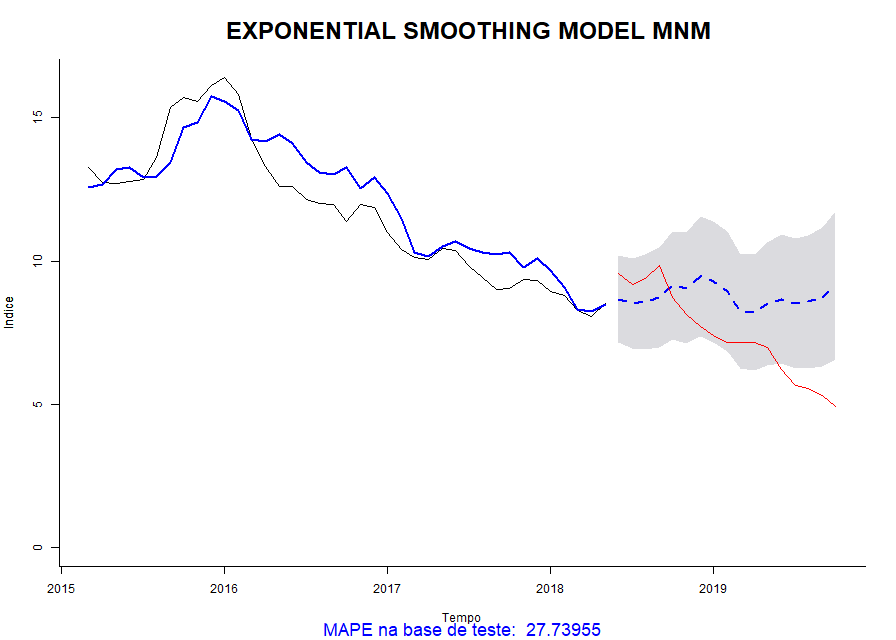 EXPONENTIAL SMOOTHING MODEL MNM
15
10
5
0
Indice
2015 2016 2017 2018 2019
Tempo
MAPE na base de teste: 27.73955